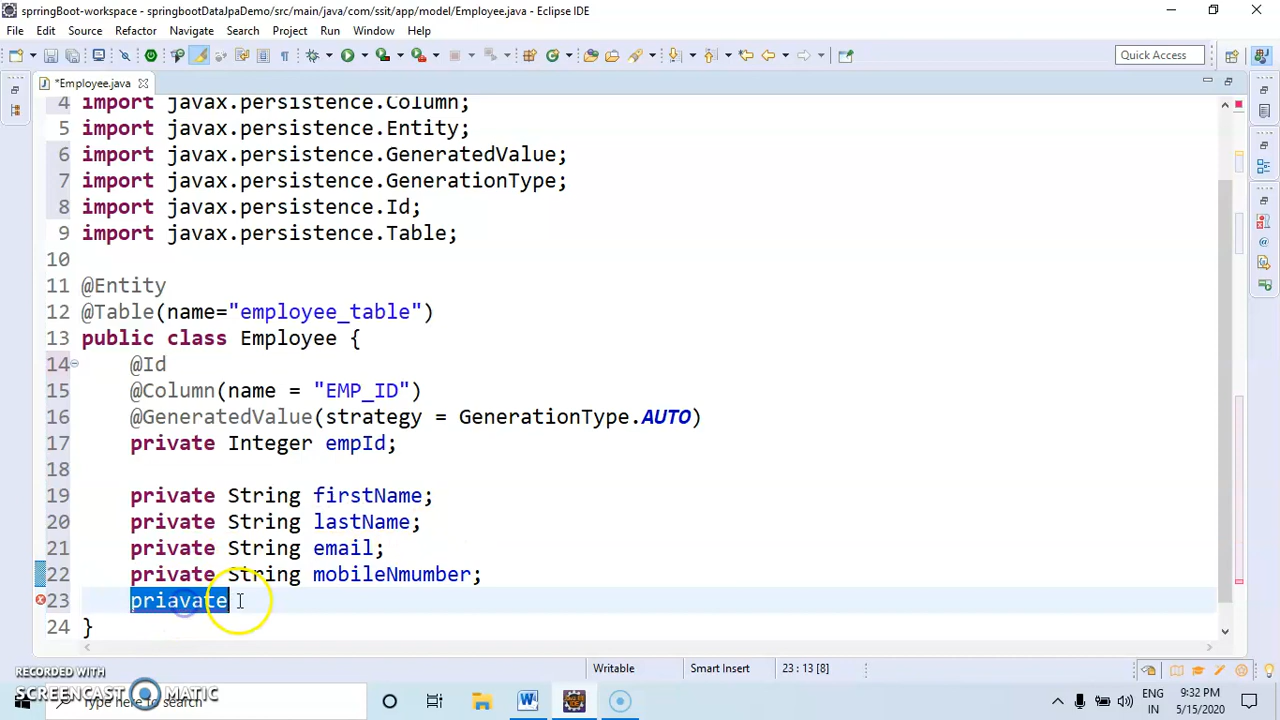 sprringBoot-workspace - springbootDataJpaDemo/src/main/java/com/ssit/app/model/Employee.java - Eclipse IDE
File Edit Source Refactor Navigate Search Project Run Window Help
Quick Access
*Employee.java
4 import javax.persistence.Column;
5 import javax.persistence.Entity;
6 import javax.persistence.GeneratedValue;
7 import javax.persistence.GenerationType;
8 import javax.persistence.Id;
9 import javax.persistence.Table;
10
11 @Entity
12 @Table(name="employee_table")
13 public class Employee {
14 @Id
15 @Column(name = "EMP_ID")
16 @GeneratedValue(strategy = GenerationType.AUTO)
17 private Integer empId;
18
19 private String firstName;
20 private String lastName;
21 private String email;
22 private String mobileNmumber;
23 priavate
24 }
Writable Smart Insert 23 : 13 [8]
RECORDED WITH
SCREENCAST MATIC
Type here to search
ENG
IN
9:32 PM
5/15/2020